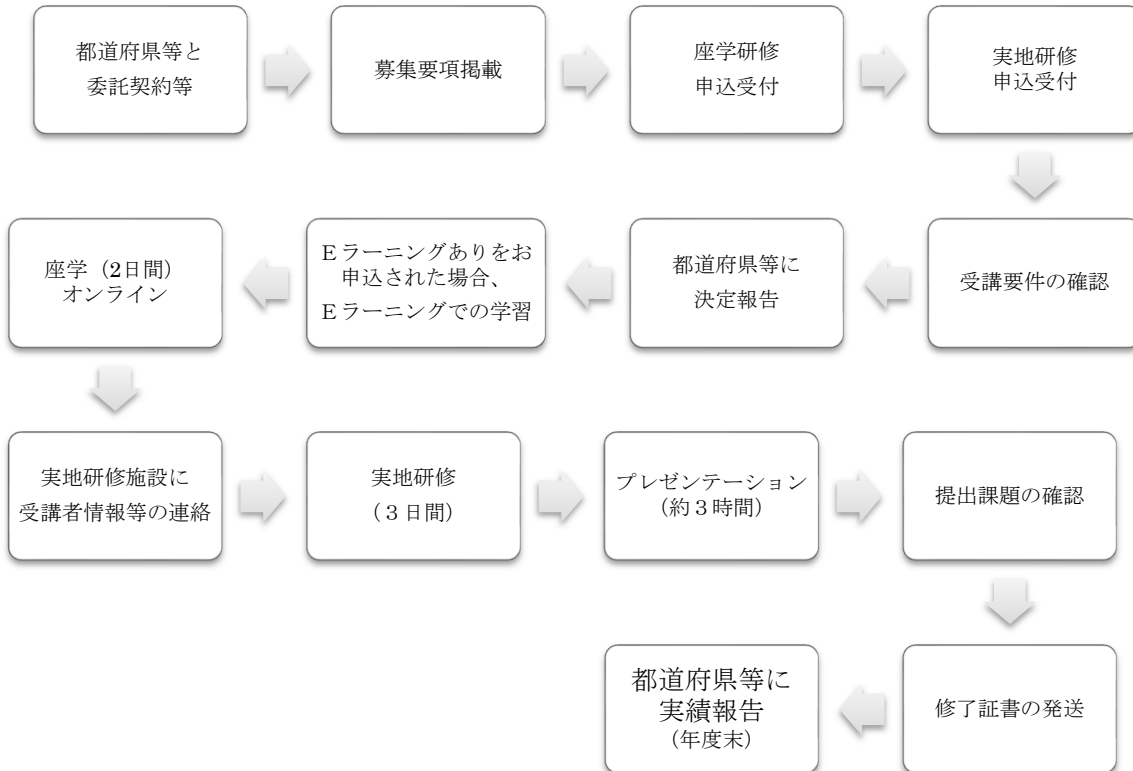 都道府県等と
委託契約等
募集要項掲載
座学研修
申込受付
実地研修
申込受付
受講要件の確認
都道府県等に
決定報告
Ｅラーニングありをお
申込された場合、
Ｅラーニングでの学習
座学（2日間）
オンライン
実地研修施設に
受講者情報等の連絡
実地研修
（３日間）
プレゼンテーション
（約３時間）
提出課題の確認
修了証書の発送
都道府県等に
実績報告
（年度末）